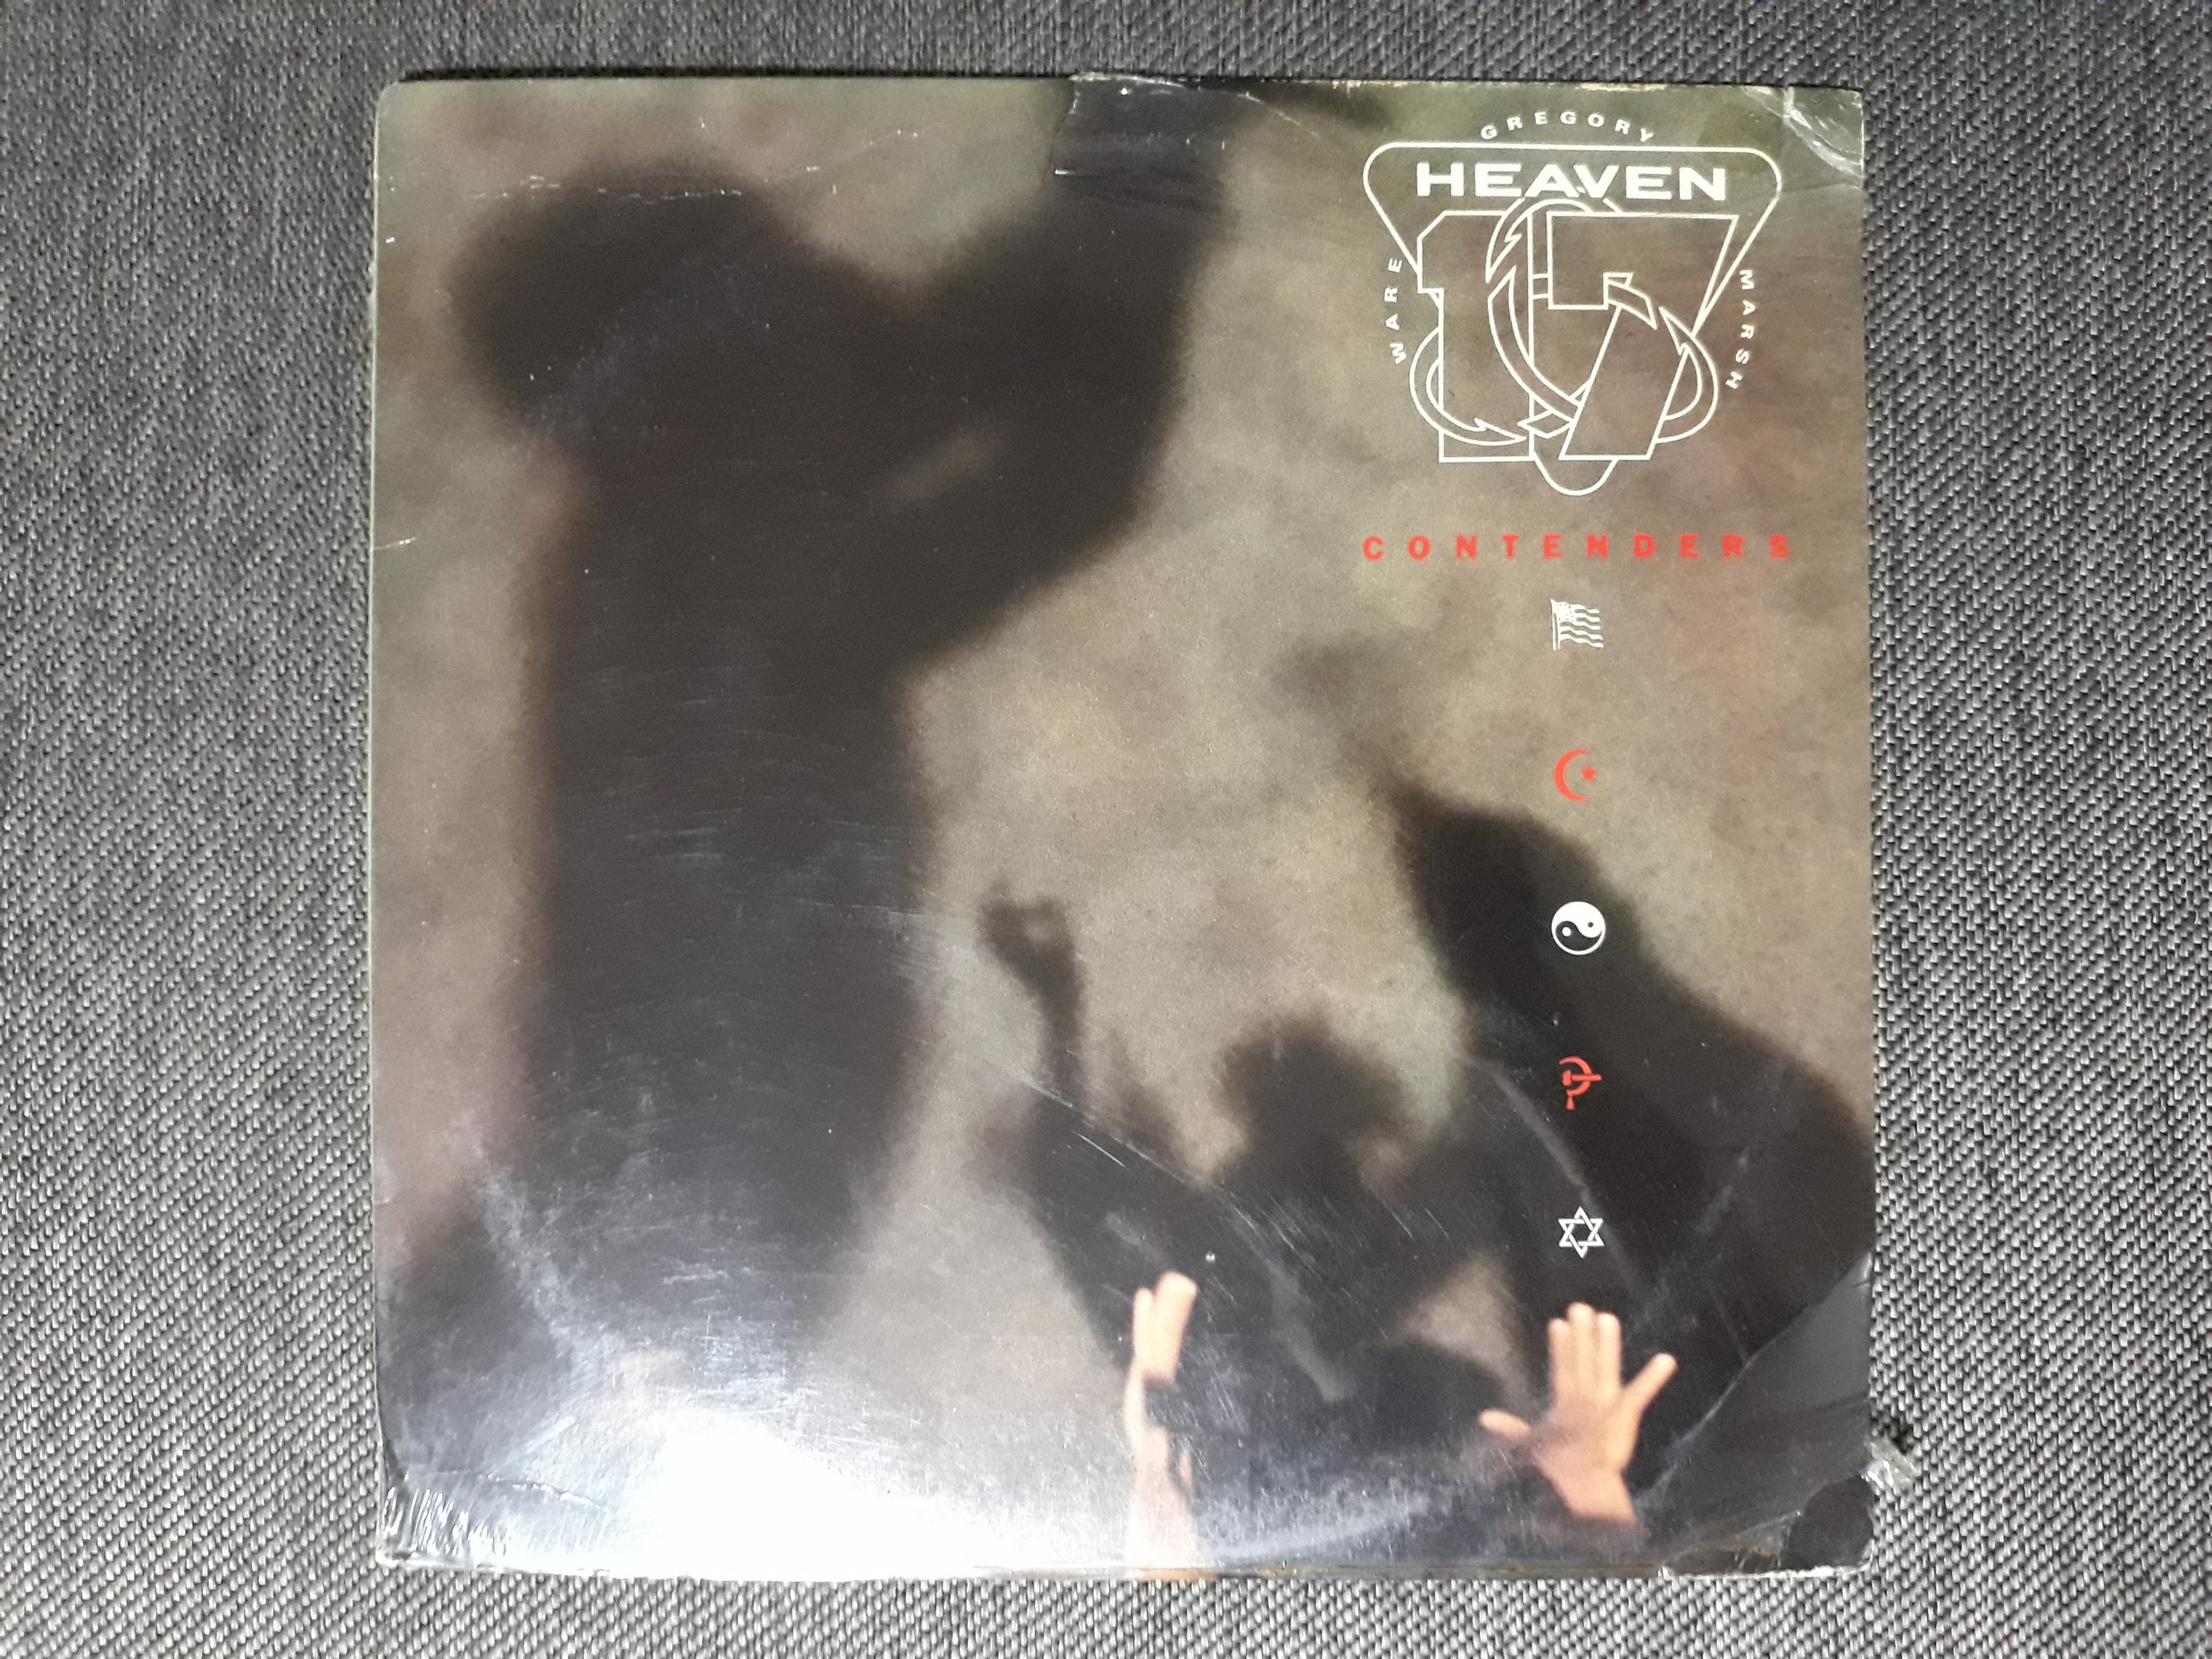 GREGORY
HEAVEN
17
WARE
MARSH
CONTENDERS